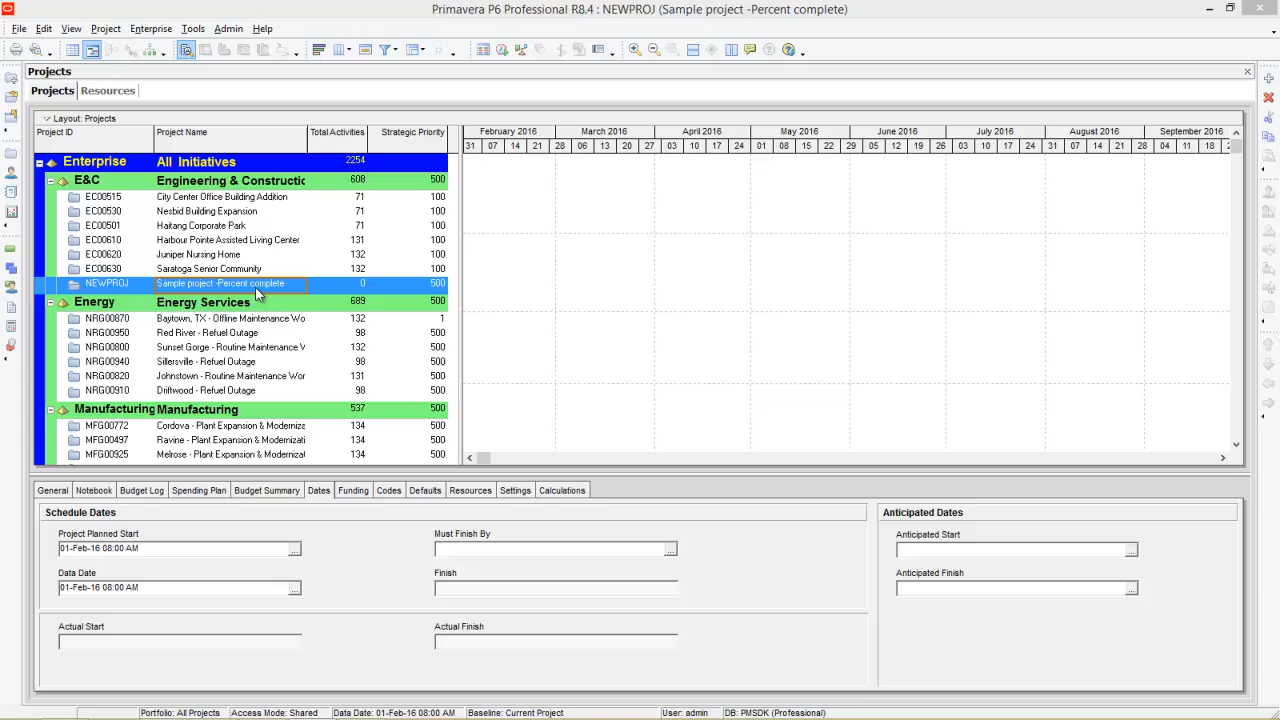 Primavera P6 Professional R8.4 : NEWPROJ (Sample project -Percent complete)
File Edit View Project Enterprise Tools Admin Help
Projects
Projects Resources
Layout: Projects
Project ID Project Name Total Activities Strategic Priority
February 2016 March 2016 April 2016 May 2016 June 2016 July 2016 August 2016 September 2016
31 07 14 21 28 06 13 20 27 03 10 17 24 01 08 15 22 29 05 12 19 26 03 10 17 24 31 07 14 21 28 04 11 18
Enterprise All Initiatives 2254
E&C Engineering & Constructic 608 500
EC00515 City Center Office Building Addition 71 100
EC00530 Nesbid Building Expansion 71 100
EC00501 Haitang Corporate Park 71 100
EC00610 Harbour Pointe Assisted Living Center 131 100
EC00620 Juniper Nursing Home 132 100
EC00630 Saratoga Senior Community 132 100
NEWPROJ Sample project -Percent complete 0 500
Energy Energy Services 689 500
NRG00870 Baytown, TX - Offline Maintenance Wo 132 1
NRG00950 Red River - Refuel Outage 98 500
NRG00800 Sunset Gorge - Routine Maintenance V 132 500
NRG00940 Sillersville - Refuel Outage 98 500
NRG00820 Johnstown - Routine Maintenance Wor 131 500
NRG00910 Driftwood - Refuel Outage 98 500
Manufacturing Manufacturing 537 500
MFG00772 Cordova - Plant Expansion & Moderniza 134 500
MFG00497 Ravine - Plant Expansion & Modernizati 134 500
MFG00925 Melrose - Plant Expansion & Modernizat 134 500
General Notebook Budget Log Spending Plan Budget Summary Dates Funding Codes Defaults Resources Settings Calculations
Schedule Dates Anticipated Dates
Project Planned Start Must Finish By Anticipated Start
01-Feb-16 08:00 AM
Data Date Finish Anticipated Finish
01-Feb-16 08:00 AM
Actual Start Actual Finish
Portfolio: All Projects Access Mode: Shared Data Date: 01-Feb-16 08:00 AM Baseline: Current Project User: admin DB: PMSDK (Professional)